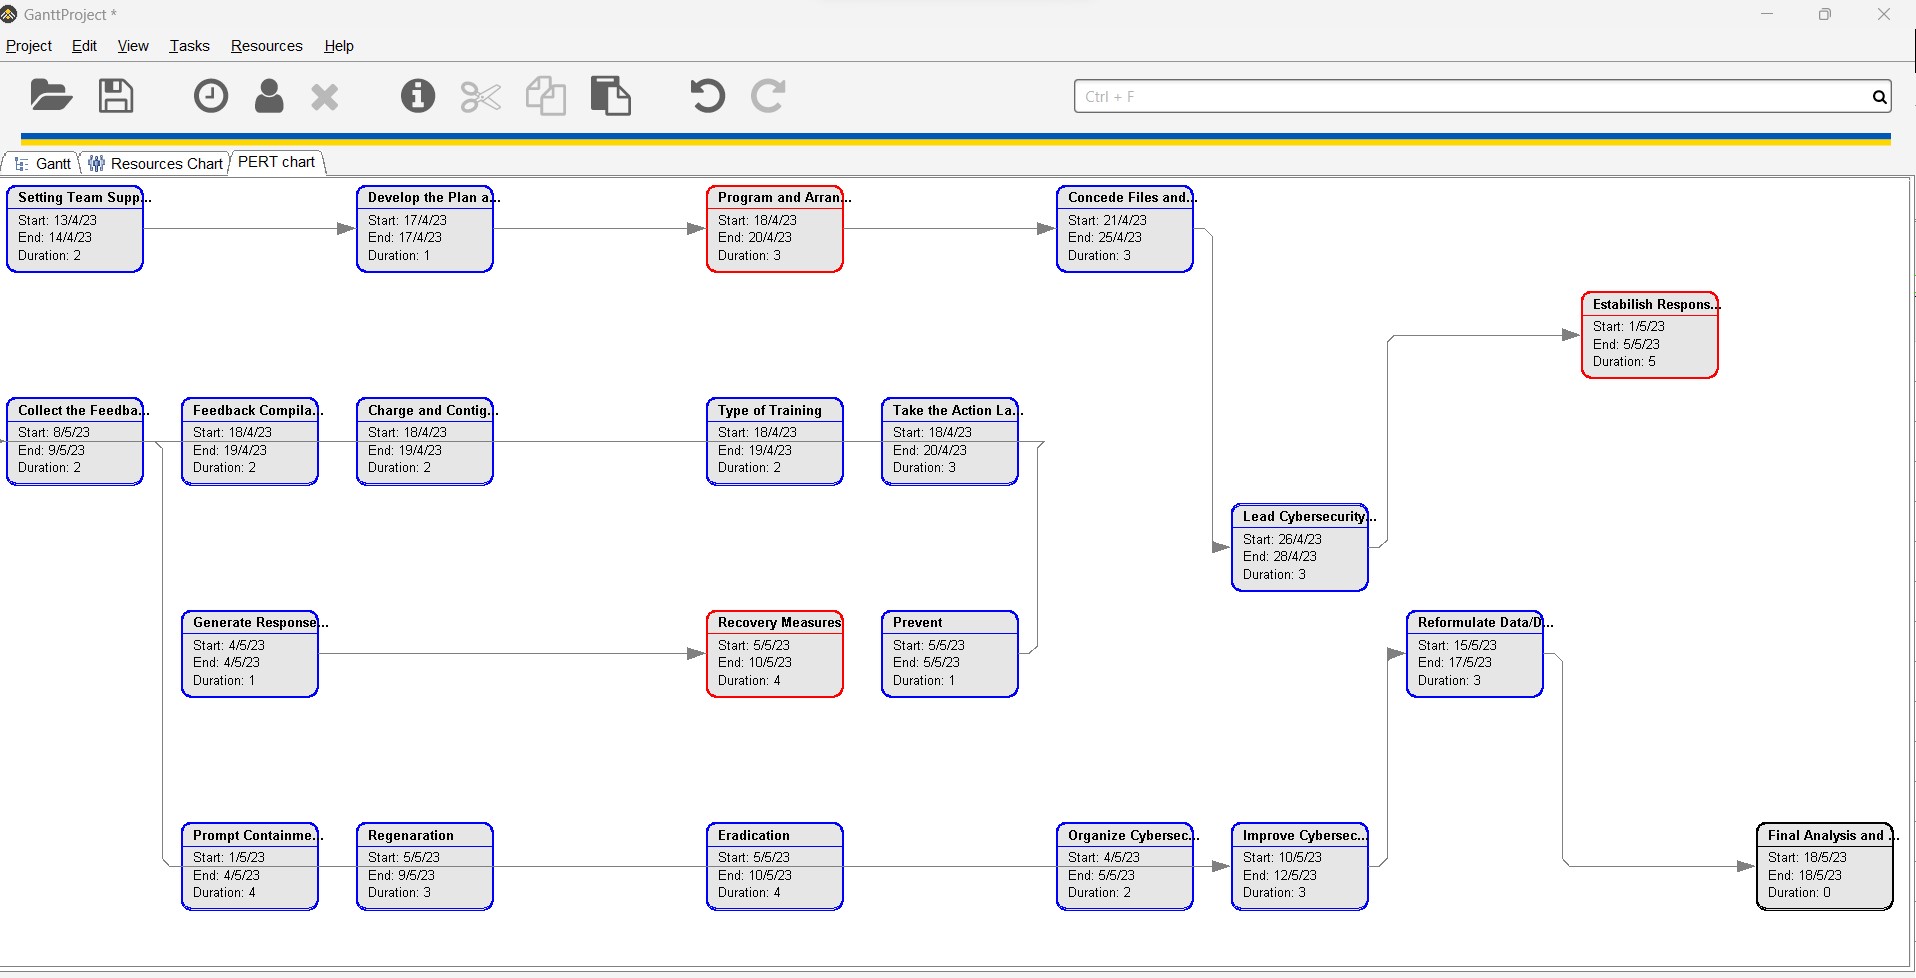 GanttProject *
Project Edit View Tasks Resources Help
Ctrl + F
Gantt Resources Chart PERT chart
Setting Team Supp...
Start: 13/4/23
End: 14/4/23
Duration: 2
Develop the Plan a...
Start: 17/4/23
End: 17/4/23
Duration: 1
Program and Arran...
Start: 18/4/23
End: 20/4/23
Duration: 3
Concede Files and...
Start: 21/4/23
End: 25/4/23
Duration: 3
Estabilish Respons...
Start: 1/5/23
End: 5/5/23
Duration: 5
Collect the Feedba...
Start: 8/5/23
End: 9/5/23
Duration: 2
Feedback Compila...
Start: 18/4/23
End: 19/4/23
Duration: 2
Charge and Contig...
Start: 18/4/23
End: 19/4/23
Duration: 2
Type of Training
Start: 18/4/23
End: 19/4/23
Duration: 2
Take the Action La...
Start: 18/4/23
End: 20/4/23
Duration: 3
Lead Cybersecurity...
Start: 26/4/23
End: 28/4/23
Duration: 3
Generate Response...
Start: 4/5/23
End: 4/5/23
Duration: 1
Recovery Measures
Start: 5/5/23
End: 10/5/23
Duration: 4
Prevent
Start: 5/5/23
End: 5/5/23
Duration: 1
Reformulate Data/D...
Start: 15/5/23
End: 17/5/23
Duration: 3
Prompt Containme...
Start: 1/5/23
End: 4/5/23
Duration: 4
Regenaration
Start: 5/5/23
End: 9/5/23
Duration: 3
Eradication
Start: 5/5/23
End: 10/5/23
Duration: 4
Organize Cybersec...
Start: 4/5/23
End: 5/5/23
Duration: 2
Improve Cybersec...
Start: 10/5/23
End: 12/5/23
Duration: 3
Final Analysis and ...
Start: 18/5/23
End: 18/5/23
Duration: 0